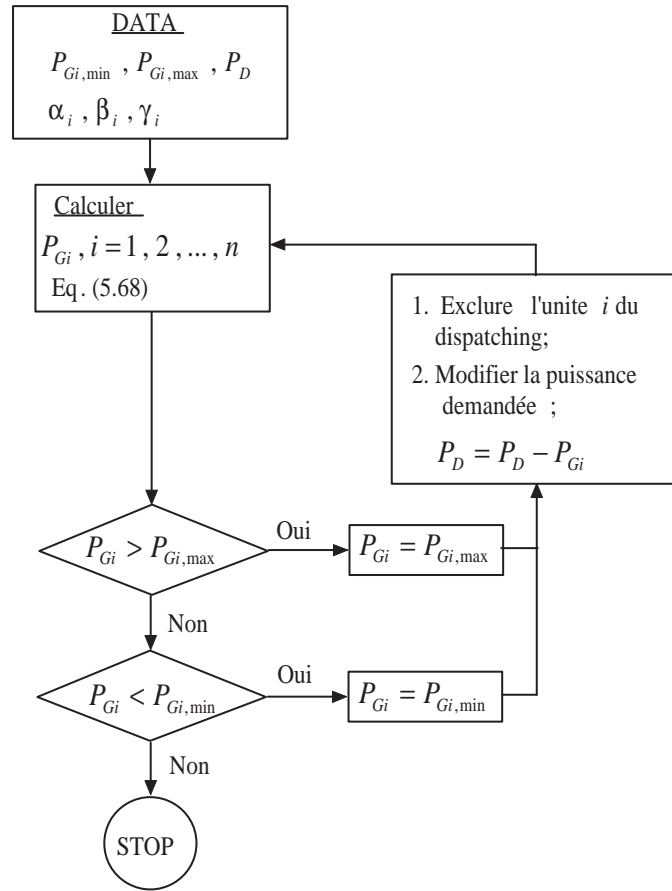 DATA
P_{Gi,min} , P_{Gi,max} , P_D
α_i , β_i , γ_i
Calculer
P_{Gi} , i = 1 , 2 , ... , n
Eq. (5.68)
1. Exclure l'unite i du
dispatching;
2. Modifier la puissance
demandée ;
P_D = P_D − P_{Gi}
P_{Gi} > P_{Gi,max}
Oui
P_{Gi} = P_{Gi,max}
Non
P_{Gi} < P_{Gi,min}
Oui
P_{Gi} = P_{Gi,min}
Non
STOP